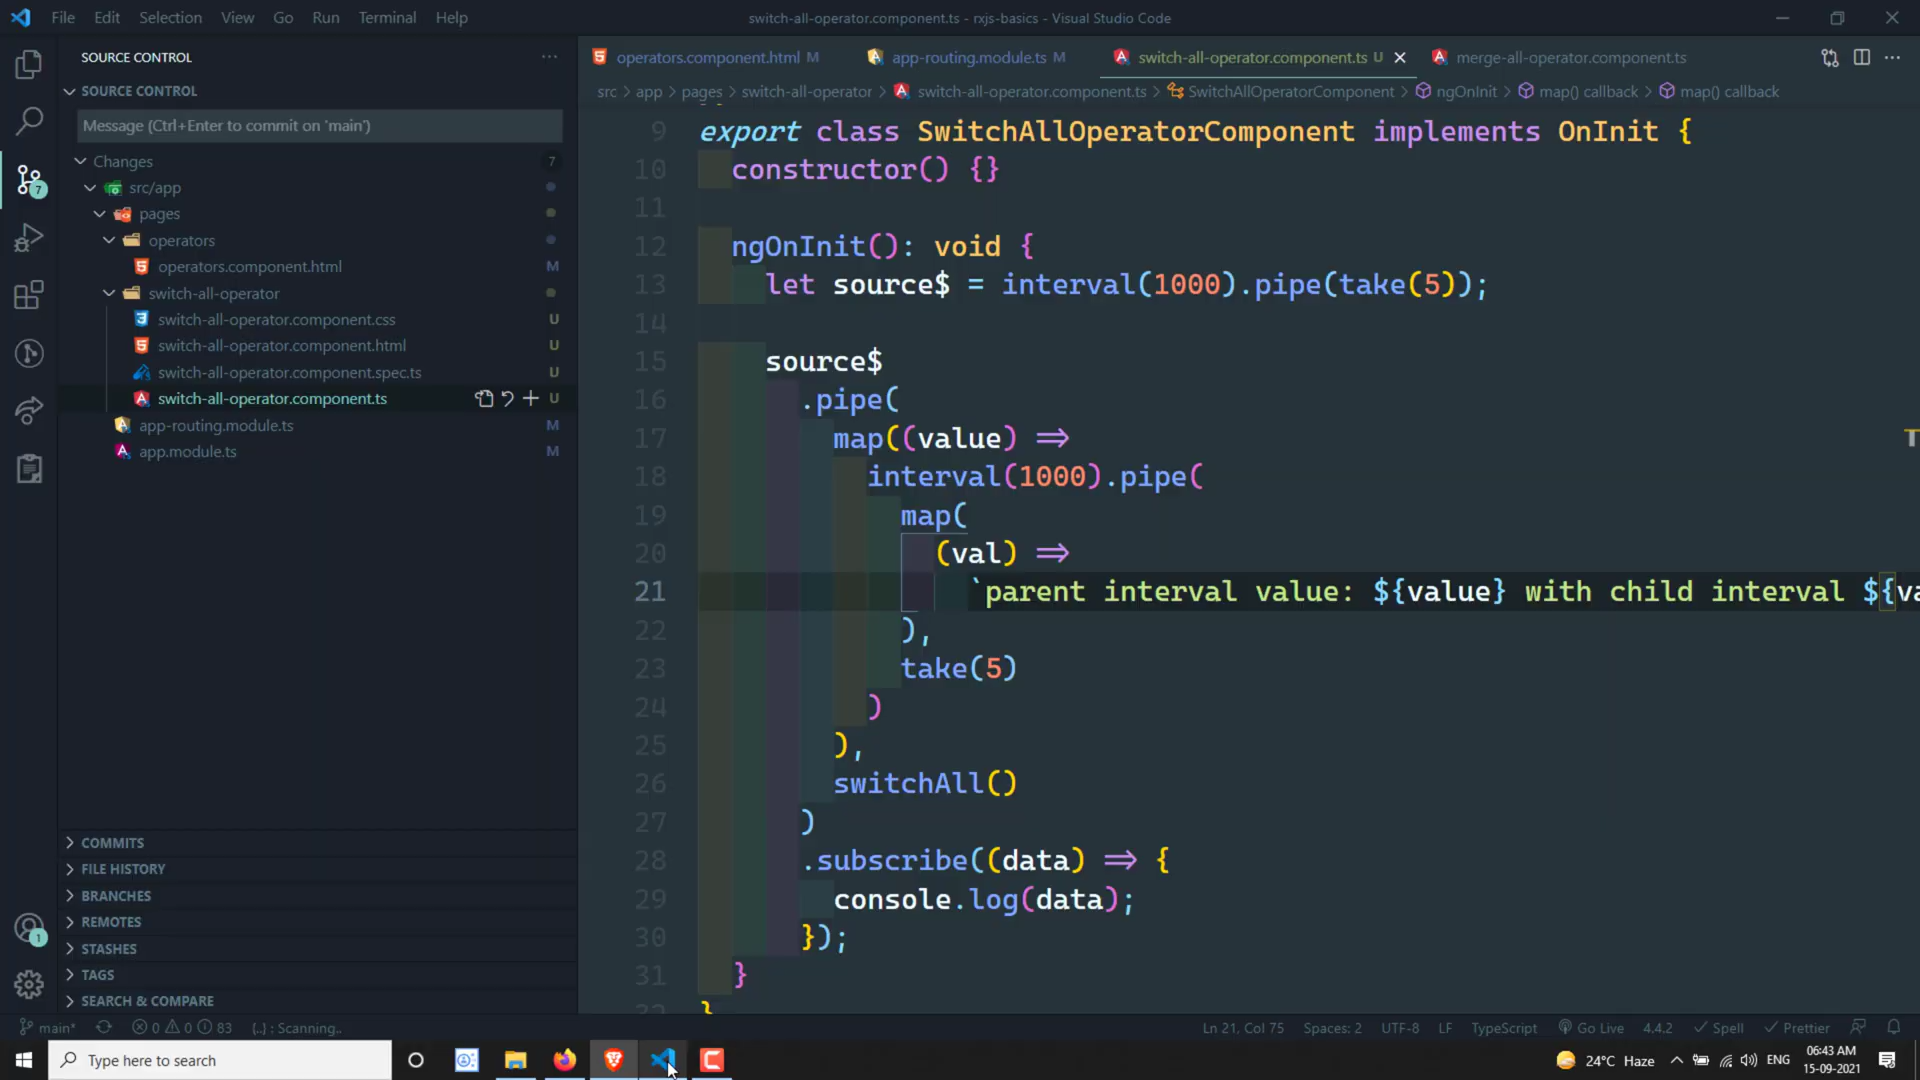 File Edit Selection View Go Run Terminal Help
switch-all-operator.component.ts - rxjs-basics - Visual Studio Code
SOURCE CONTROL
SOURCE CONTROL
Message (Ctrl+Enter to commit on 'main')
Changes 7
src/app
pages
operators
operators.component.html M
switch-all-operator
switch-all-operator.component.css U
switch-all-operator.component.html U
switch-all-operator.component.spec.ts U
switch-all-operator.component.ts U
app-routing.module.ts M
app.module.ts M
7
1
COMMITS
FILE HISTORY
BRANCHES
REMOTES
STASHES
TAGS
SEARCH & COMPARE
operators.component.html M app-routing.module.ts M switch-all-operator.component.ts U merge-all-operator.component.ts
src > app > pages > switch-all-operator > switch-all-operator.component.ts > SwitchAllOperatorComponent > ngOnInit > map() callback > map() callback
9 export class SwitchAllOperatorComponent implements OnInit {
10 constructor() {}
11
12 ngOnInit(): void {
13 let source$ = interval(1000).pipe(take(5));
14
15 source$
16 .pipe(
17 map((value) =>
18 interval(1000).pipe(
19 map(
20 (val) =>
21 `parent interval value: ${value} with child interval ${va
22 ),
23 take(5)
24 )
25 ),
26 switchAll()
27 )
28 .subscribe((data) => {
29 console.log(data);
30 });
31 }
main* 0 0 83 {..} : Scanning..
Ln 21, Col 75 Spaces: 2 UTF-8 LF TypeScript Go Live 4.4.2 Spell Prettier
Type here to search
24°C Haze ENG
06:43 AM
15-09-2021